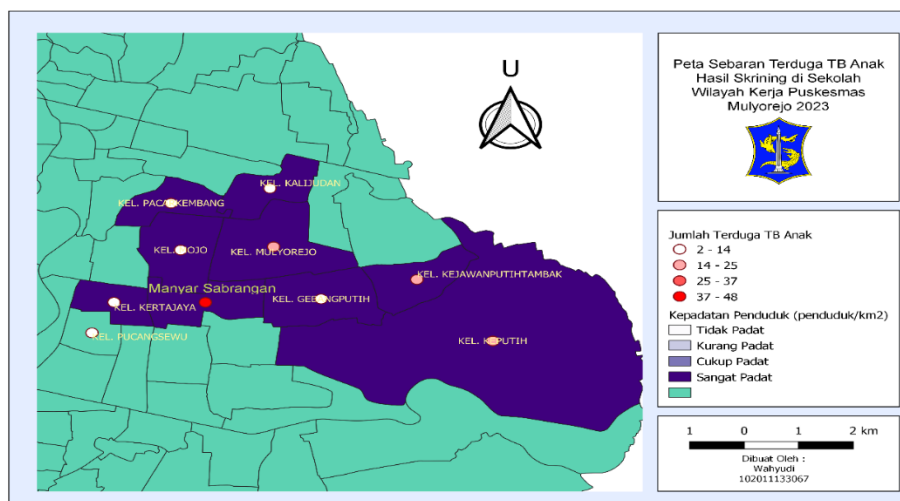 Peta Sebaran Terduga TB Anak
Hasil Skrining di Sekolah
Wilayah Kerja Puskesmas
Mulyorejo 2023
U
KEL. KALIJUDAN
KEL. PACARKEMBANG
KEL. MOJO
KEL. MULYOREJO
KEL. KEJAWANPUTIHTAMBAK
Manyar Sabrangan
KEL. GEBANGPUTIH
KEL. KERTAJAYA
KEL. PUCANGSEWU
KEL. KEPUTIH
Jumlah Terduga TB Anak
2 - 14
14 - 25
25 - 37
37 - 48
Kepadatan Penduduk (penduduk/km2)
Tidak Padat
Kurang Padat
Cukup Padat
Sangat Padat
1 0 1 2 km
Dibuat Oleh :
Wahyudi
102011133067